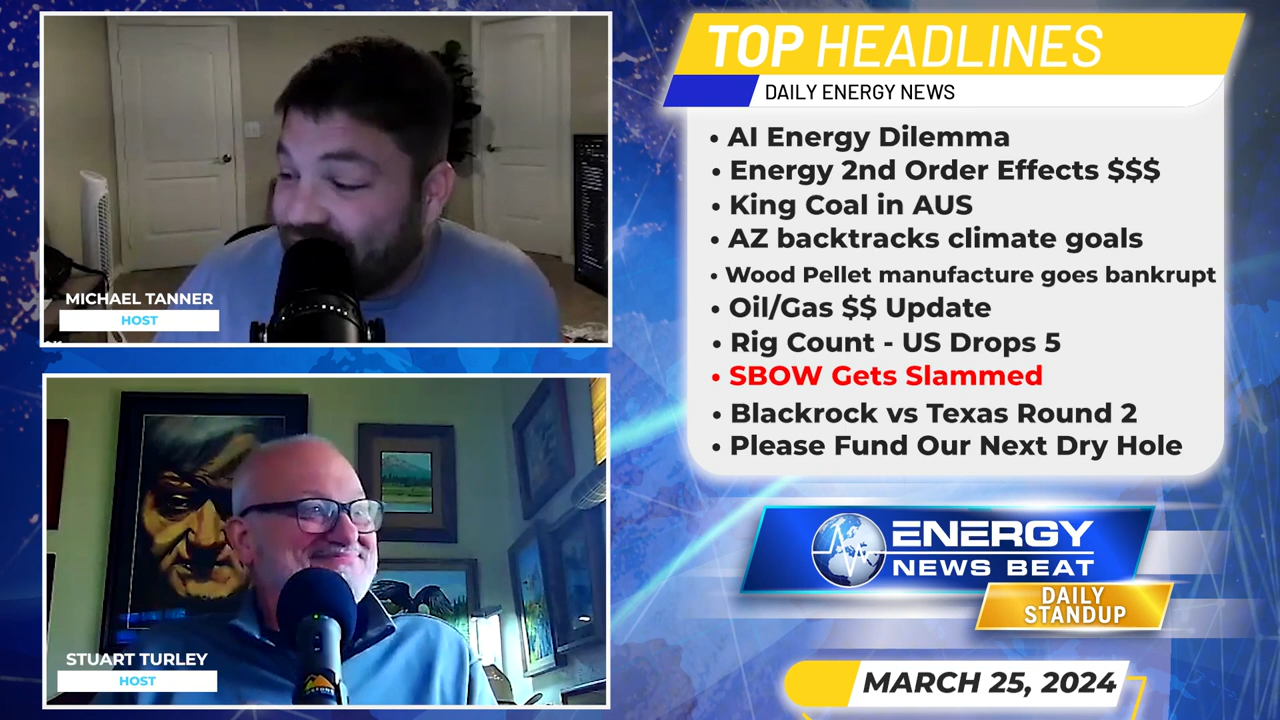 MICHAEL TANNER
HOST
STUART TURLEY
HOST
TOP HEADLINES
DAILY ENERGY NEWS
• AI Energy Dilemma
• Energy 2nd Order Effects $$$
• King Coal in AUS
• AZ backtracks climate goals
• Wood Pellet manufacture goes bankrupt
• Oil/Gas $$ Update
• Rig Count - US Drops 5
• SBOW Gets Slammed
• Blackrock vs Texas Round 2
• Please Fund Our Next Dry Hole
ENERGY
NEWS BEAT
DAILY
STANDUP
MARCH 25, 2024